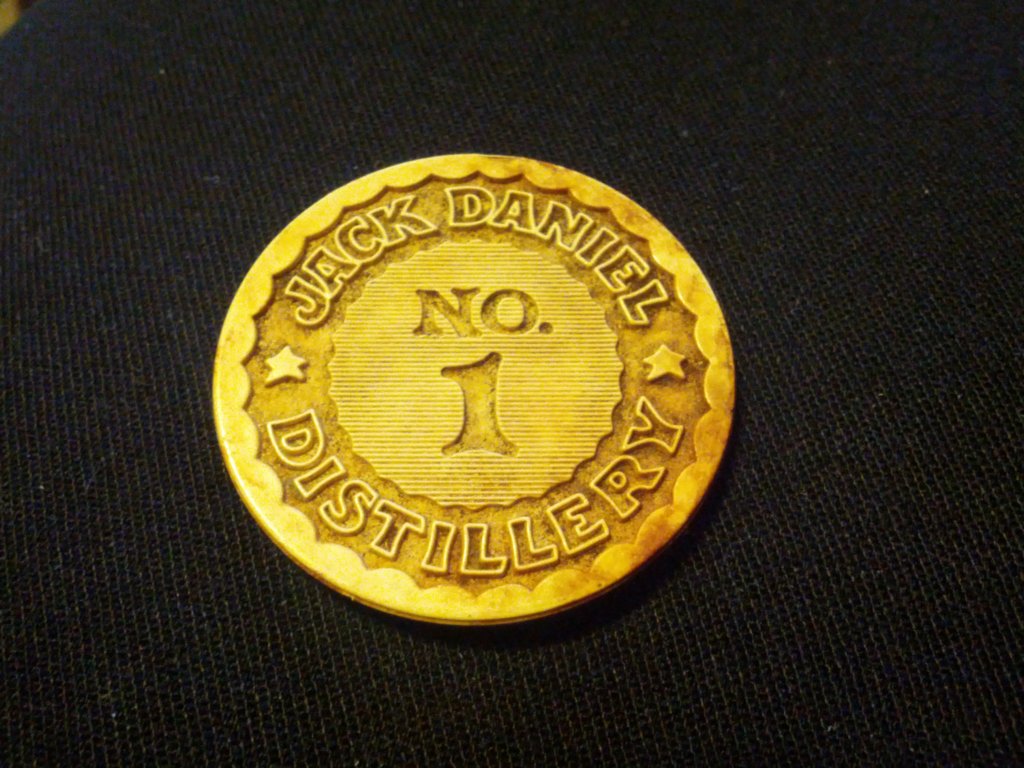 JACK DANIEL
NO.
1
DISTILLERY